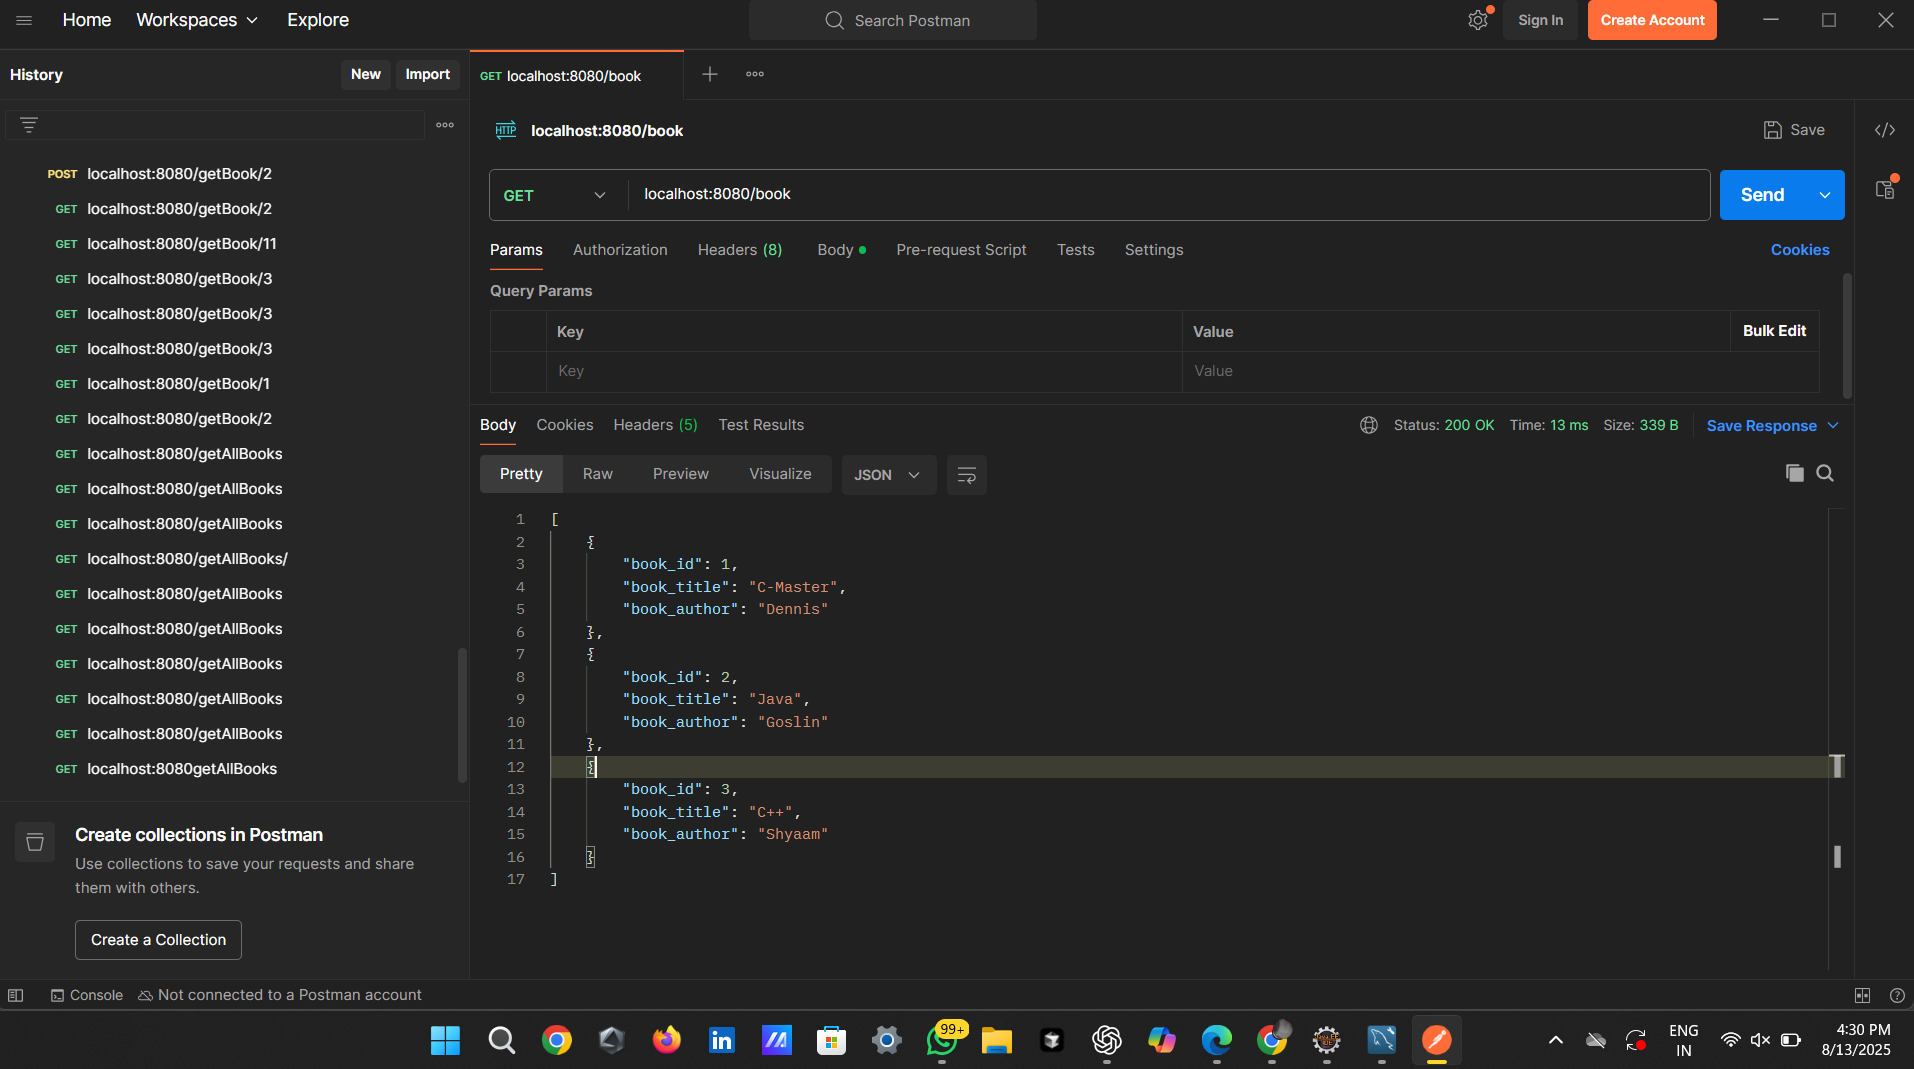 Home Workspaces Explore Search Postman Sign In Create Account
History New Import
GET localhost:8080/book
HTTP localhost:8080/book Save
POST localhost:8080/getBook/2
GET localhost:8080/getBook/2
GET localhost:8080/getBook/11
GET localhost:8080/getBook/3
GET localhost:8080/getBook/3
GET localhost:8080/getBook/3
GET localhost:8080/getBook/1
GET localhost:8080/getBook/2
GET localhost:8080/getAllBooks
GET localhost:8080/getAllBooks
GET localhost:8080/getAllBooks
GET localhost:8080/getAllBooks/
GET localhost:8080/getAllBooks
GET localhost:8080/getAllBooks
GET localhost:8080/getAllBooks
GET localhost:8080/getAllBooks
GET localhost:8080/getAllBooks
GET localhost:8080getAllBooks
Create collections in Postman
Use collections to save your requests and share
them with others.
Create a Collection
GET localhost:8080/book Send
Params Authorization Headers (8) Body Pre-request Script Tests Settings Cookies
Query Params
Key Value Bulk Edit
Key Value
Body Cookies Headers (5) Test Results Status: 200 OK Time: 13 ms Size: 339 B Save Response
Pretty Raw Preview Visualize JSON
1 [
2 {
3 "book_id": 1,
4 "book_title": "C-Master",
5 "book_author": "Dennis"
6 },
7 {
8 "book_id": 2,
9 "book_title": "Java",
10 "book_author": "Goslin"
11 },
12 {
13 "book_id": 3,
14 "book_title": "C++",
15 "book_author": "Shyaam"
16 }
17 ]
Console Not connected to a Postman account
99+
ENG
IN
4:30 PM
8/13/2025